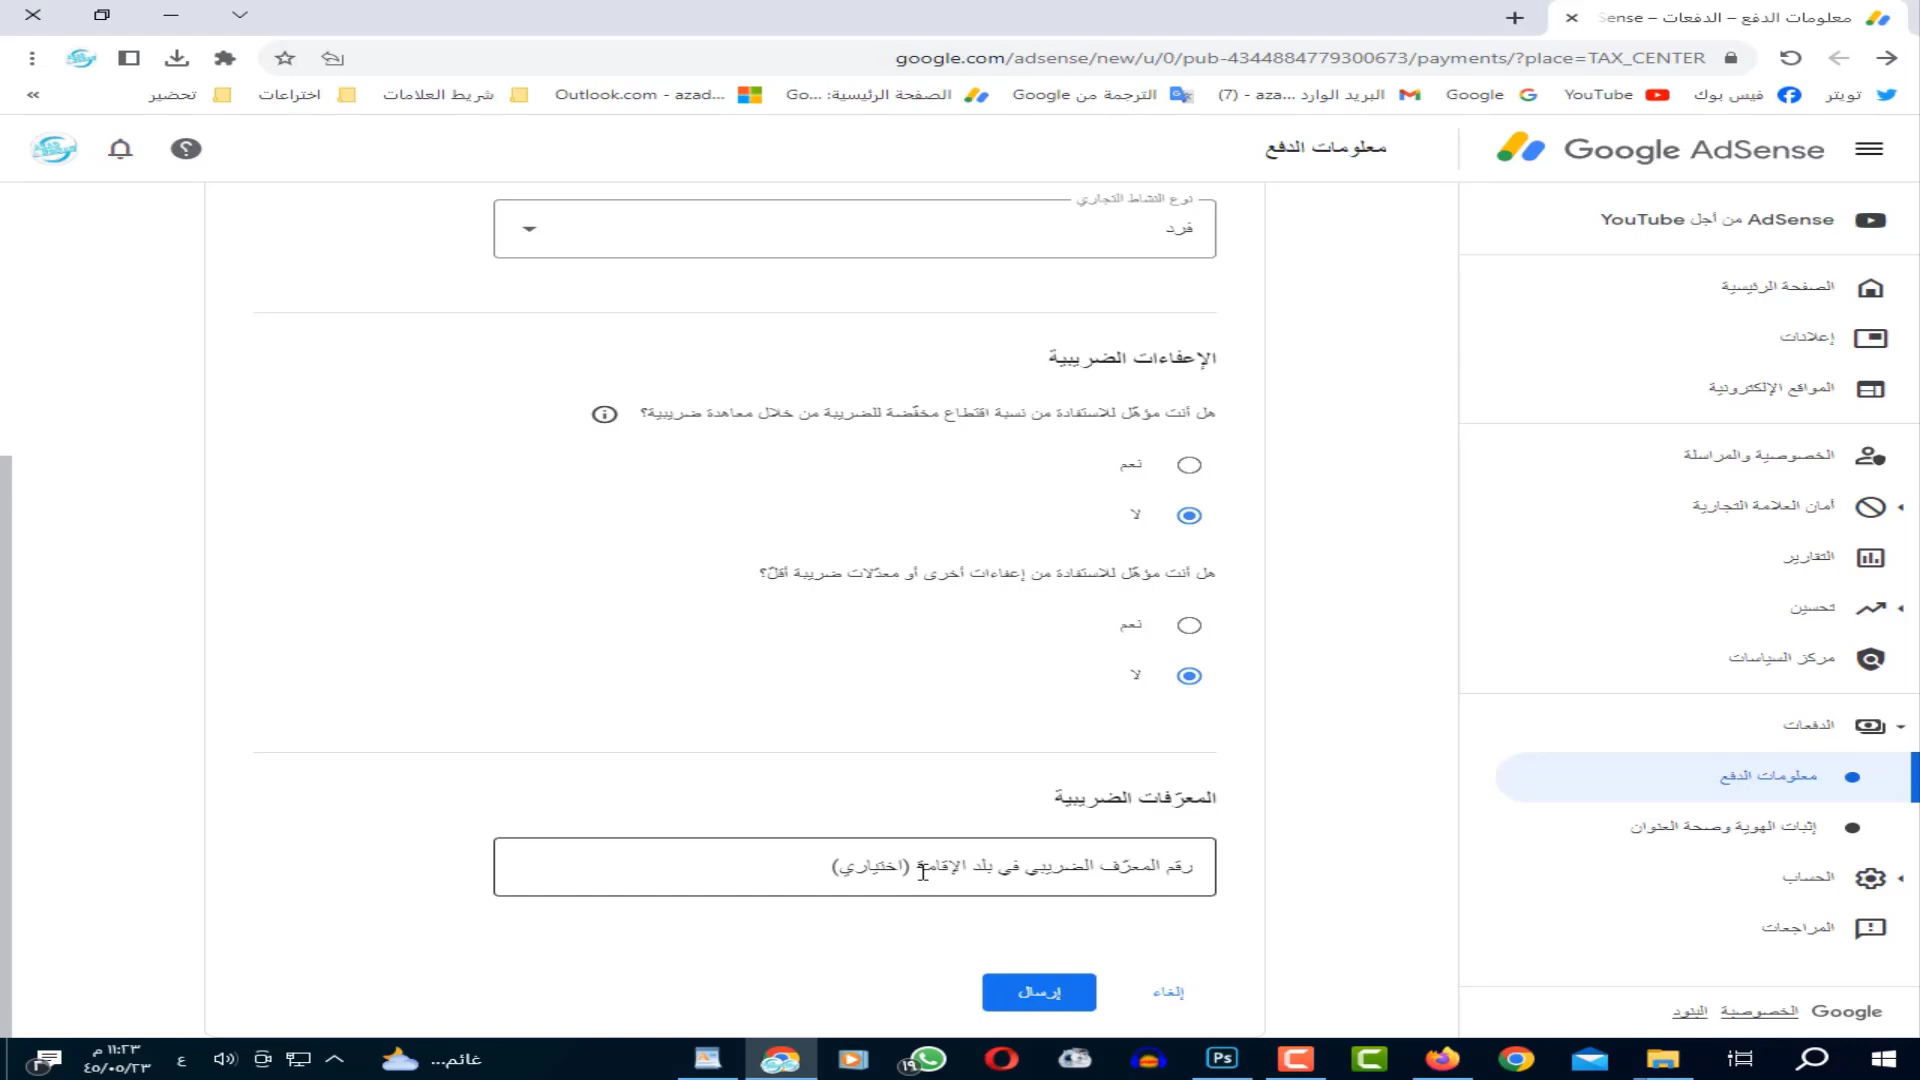 معلومات الدفع – الدفعات – Sense
google.com/adsense/new/u/0/pub-4344884779300673/payments/?place=TAX_CENTER
تويتر
فيس بوك
YouTube
Google
البريد الوارد (7) - aza...
الترجمة من Google
الصفحة الرئيسية: Go...
Outlook.com - azad...
شريط العلامات
اختراعات
تحضير
Google AdSense
معلومات الدفع
AdSense من أجل YouTube
الصفحة الرئيسية
إعلانات
المواقع الإلكترونية
الخصوصية والمراسلة
أمان العلامة التجارية
التقارير
تحسين
مركز السياسات
الدفعات
معلومات الدفع
إثبات الهوية وصحة العنوان
الحساب
المراجعات
Google الخصوصية البنود
نوع النشاط التجاري
فرد
الإعفاءات الضريبية
هل أنت مؤهّل للاستفادة من نسبة اقتطاع مخفّضة للضريبة من خلال معاهدة ضريبية؟
نعم
لا
هل أنت مؤهّل للاستفادة من إعفاءات أخرى أو معدّلات ضريبة أقلّ؟
نعم
لا
المعرّفات الضريبية
رقم المعرّف الضريبي في بلد الإقامة (اختياري)
إلغاء
إرسال
غائم...
ع
١١:٢٣ م
٤٥/٠٥/٢٣
Ps
١٩